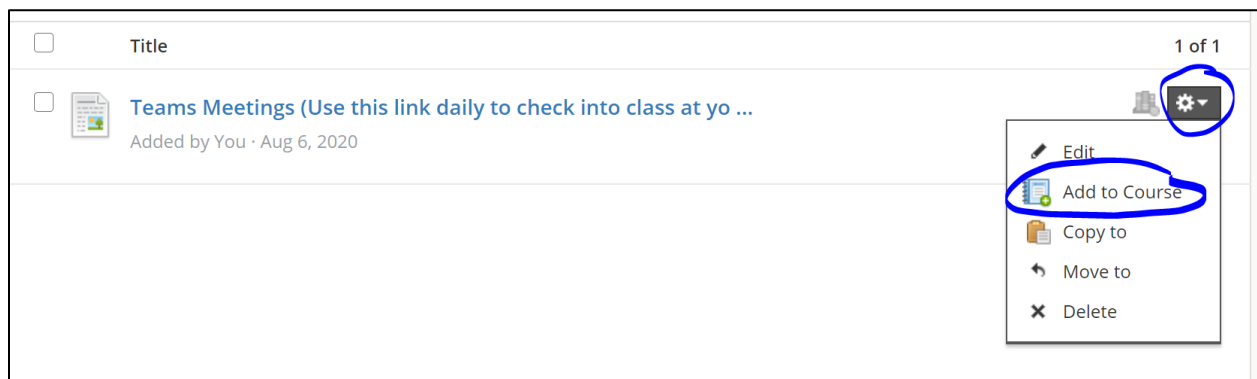 Title
1 of 1
Teams Meetings (Use this link daily to check into class at yo ...
Added by You · Aug 6, 2020
Edit
Add to Course
Copy to
Move to
Delete